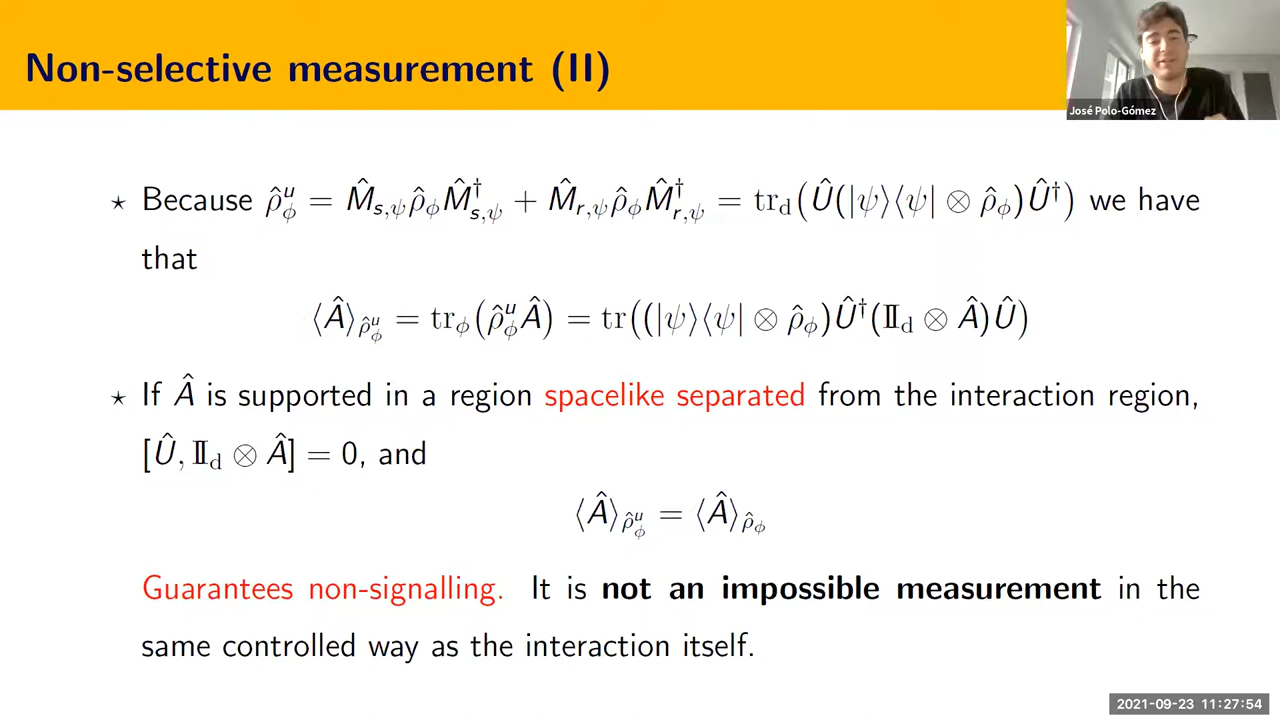 Non-selective measurement (II)
José Polo-Gómez
⋆ Because ρ̂ᵘ_ϕ = M̂_{s,ψ} ρ̂_ϕ M̂†_{s,ψ} + M̂_{r,ψ} ρ̂_ϕ M̂†_{r,ψ} = tr_d(Û(|ψ⟩⟨ψ| ⊗ ρ̂_ϕ)Û†) we have
that
⟨Â⟩_{ρ̂ᵘ_ϕ} = tr_ϕ(ρ̂ᵘ_ϕ Â) = tr((|ψ⟩⟨ψ| ⊗ ρ̂_ϕ)Û†(𝕀_d ⊗ Â)Û)
⋆ If Â is supported in a region spacelike separated from the interaction region,
[Û, 𝕀_d ⊗ Â] = 0, and
⟨Â⟩_{ρ̂ᵘ_ϕ} = ⟨Â⟩_{ρ̂_ϕ}
Guarantees non-signalling. It is not an impossible measurement in the
same controlled way as the interaction itself.
2021-09-23 11:27:54